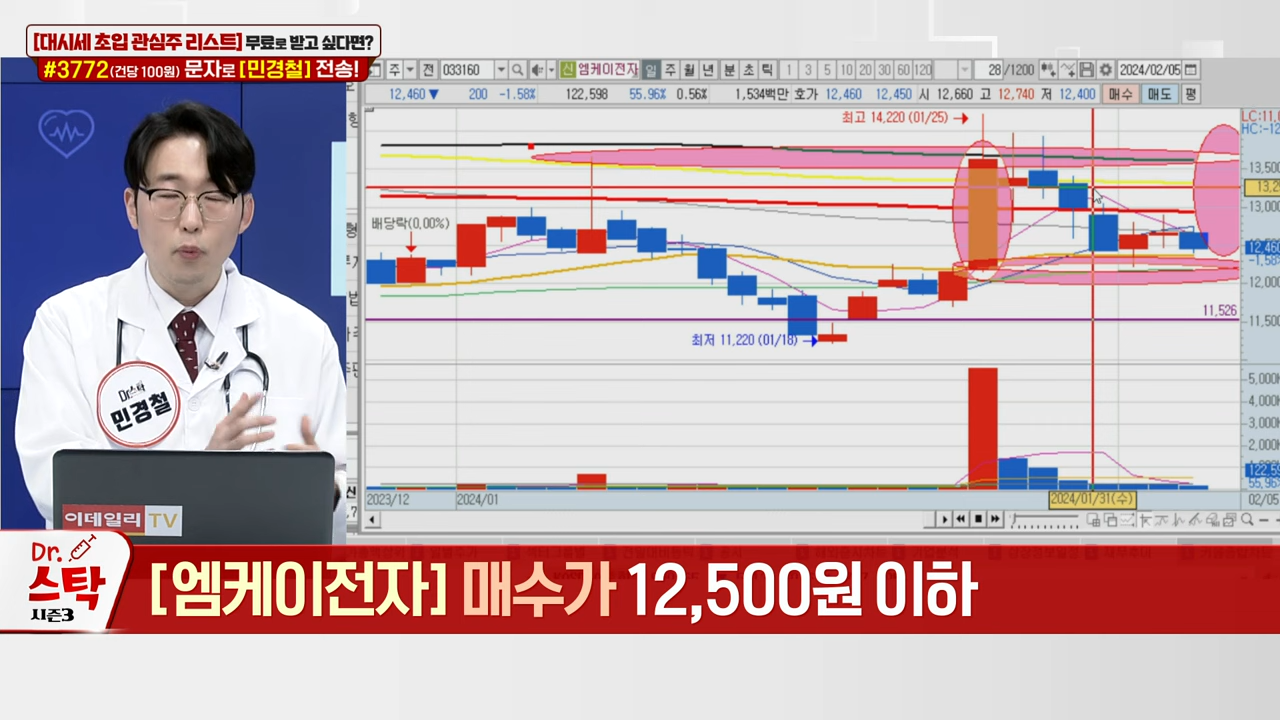 [대시세 초입 관심주 리스트] 무료로 받고 싶다면?
#3772(건당 100원) 문자로 [민경철] 전송!
주 전 033160 신 엠케이전자 일 주 월 년 분 초 틱 1 3 5 10 20 30 60 120 28 /1200 2024/02/05
12,460 ▼ 200 -1.58% 122,598 55.96% 0.56% 1,534백만 호가 12,460 12,450 시 12,660 고 12,740 저 12,400 매수 매도 평
최고 14,220 (01/25)
13,500
13,000
배당락(0.00%)
12,460
-1.58%
12,000
11,526
11,500
최저 11,220 (01/18)
5,000K
4,000K
3,000K
2,000K
55.96%
2023/12
2024/01
2024/01/31(수)
02/05
Dr.스탁
민경철
이데일리 TV
Dr.
스탁
시즌3
[엠케이전자] 매수가 12,500원 이하